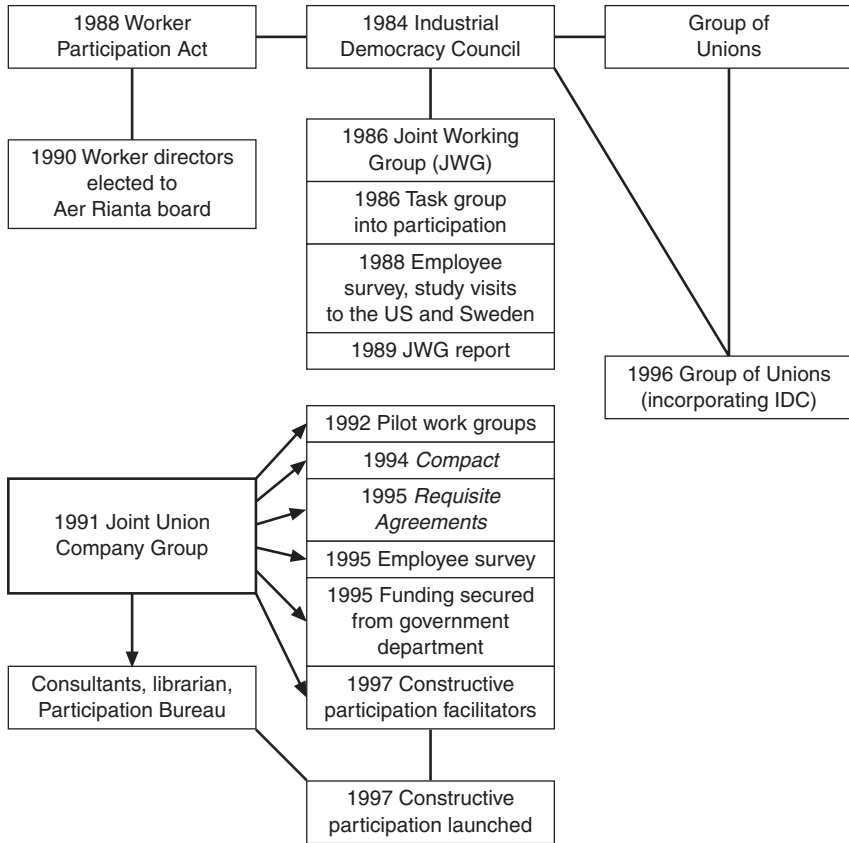 1988 Worker
Participation Act
1984 Industrial
Democracy Council
Group of
Unions
1990 Worker directors
elected to
Aer Rianta board
1986 Joint Working
Group (JWG)
1986 Task group
into participation
1988 Employee
survey, study visits
to the US and Sweden
1989 JWG report
1996 Group of Unions
(incorporating IDC)
1991 Joint Union
Company Group
1992 Pilot work groups
1994 Compact
1995 Requisite
Agreements
1995 Employee survey
1995 Funding secured
from government
department
1997 Constructive
participation facilitators
Consultants, librarian,
Participation Bureau
1997 Constructive
participation launched